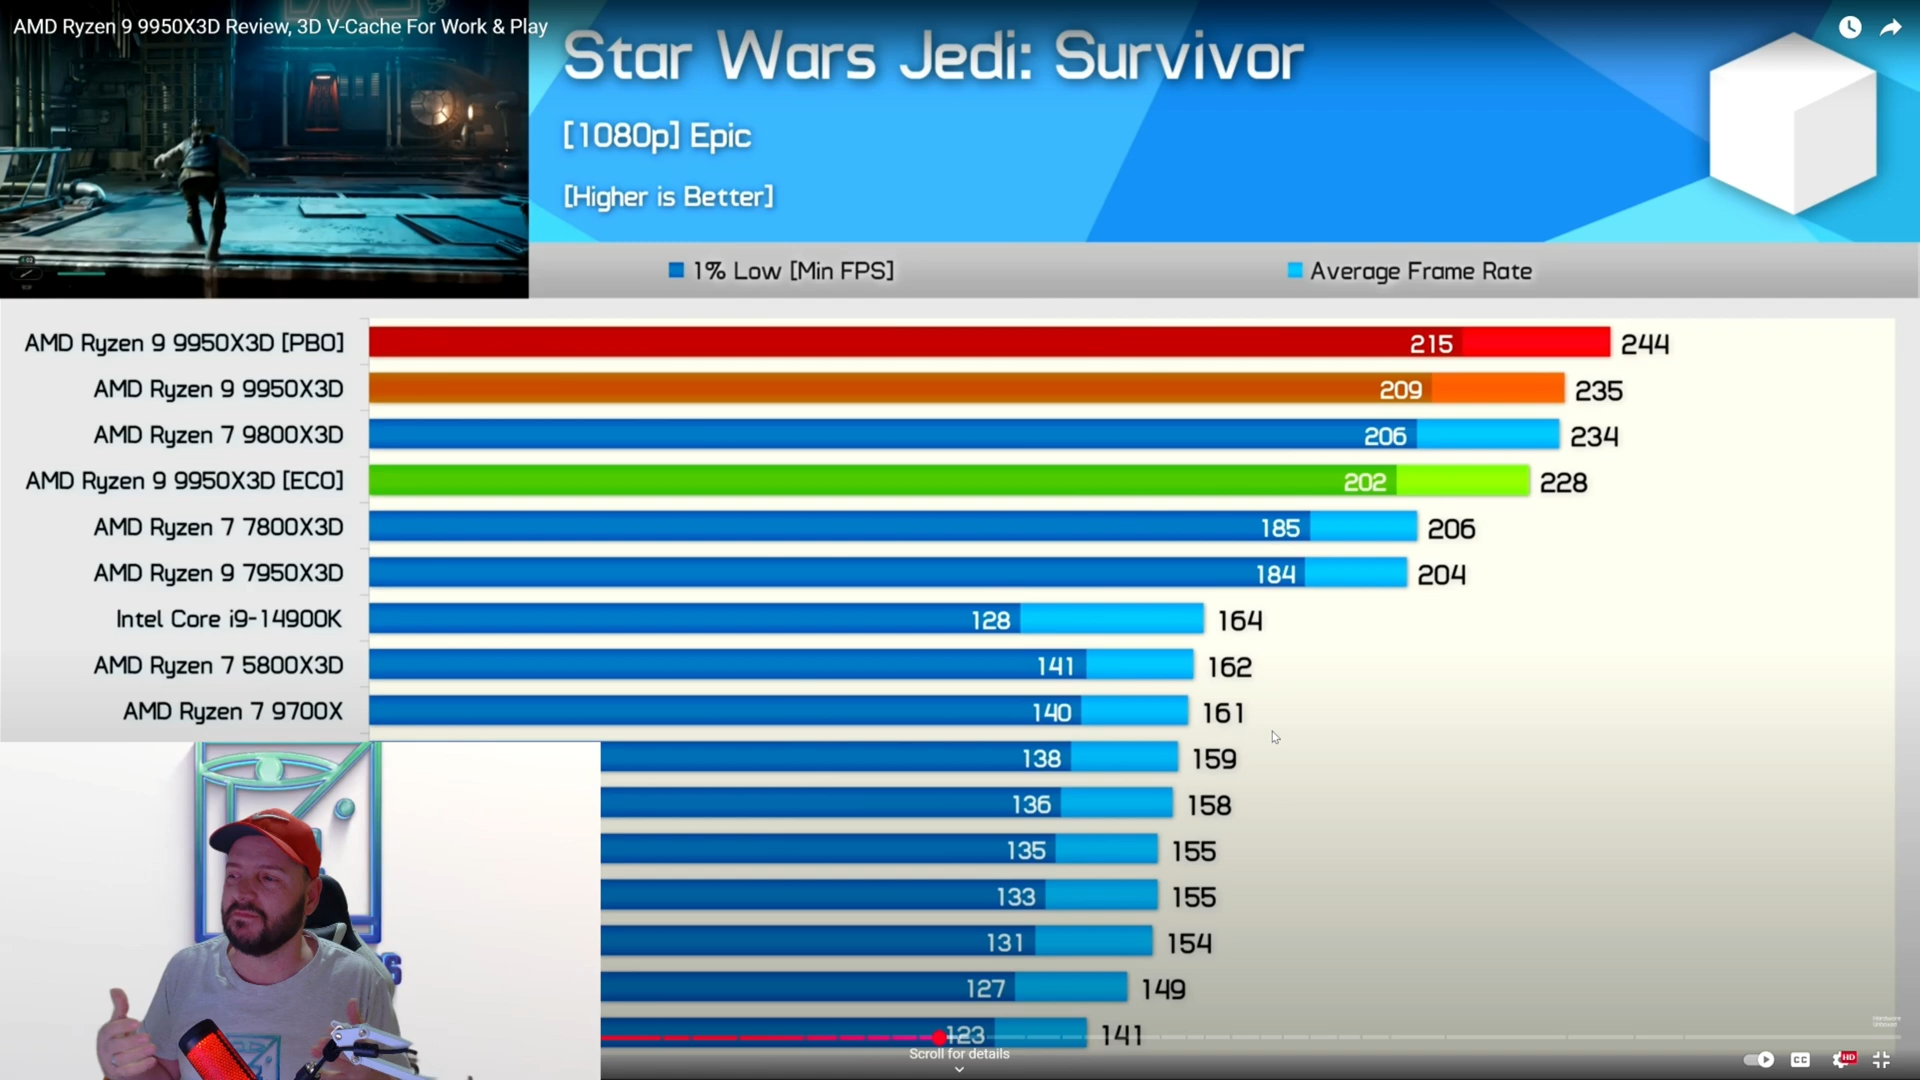 AMD Ryzen 9 9950X3D Review, 3D V-Cache For Work & Play
Star Wars Jedi: Survivor
[1080p] Epic
[Higher is Better]
1% Low [Min FPS]
Average Frame Rate
AMD Ryzen 9 9950X3D [PBO] 215 244
AMD Ryzen 9 9950X3D 209 235
AMD Ryzen 7 9800X3D 206 234
AMD Ryzen 9 9950X3D [ECO] 202 228
AMD Ryzen 7 7800X3D 185 206
AMD Ryzen 9 7950X3D 184 204
Intel Core i9-14900K 128 164
AMD Ryzen 7 5800X3D 141 162
AMD Ryzen 7 9700X 140 161
138 159
136 158
135 155
133 155
131 154
127 149
123 141
Hardware
Unboxed
Scroll for details
CC
HD